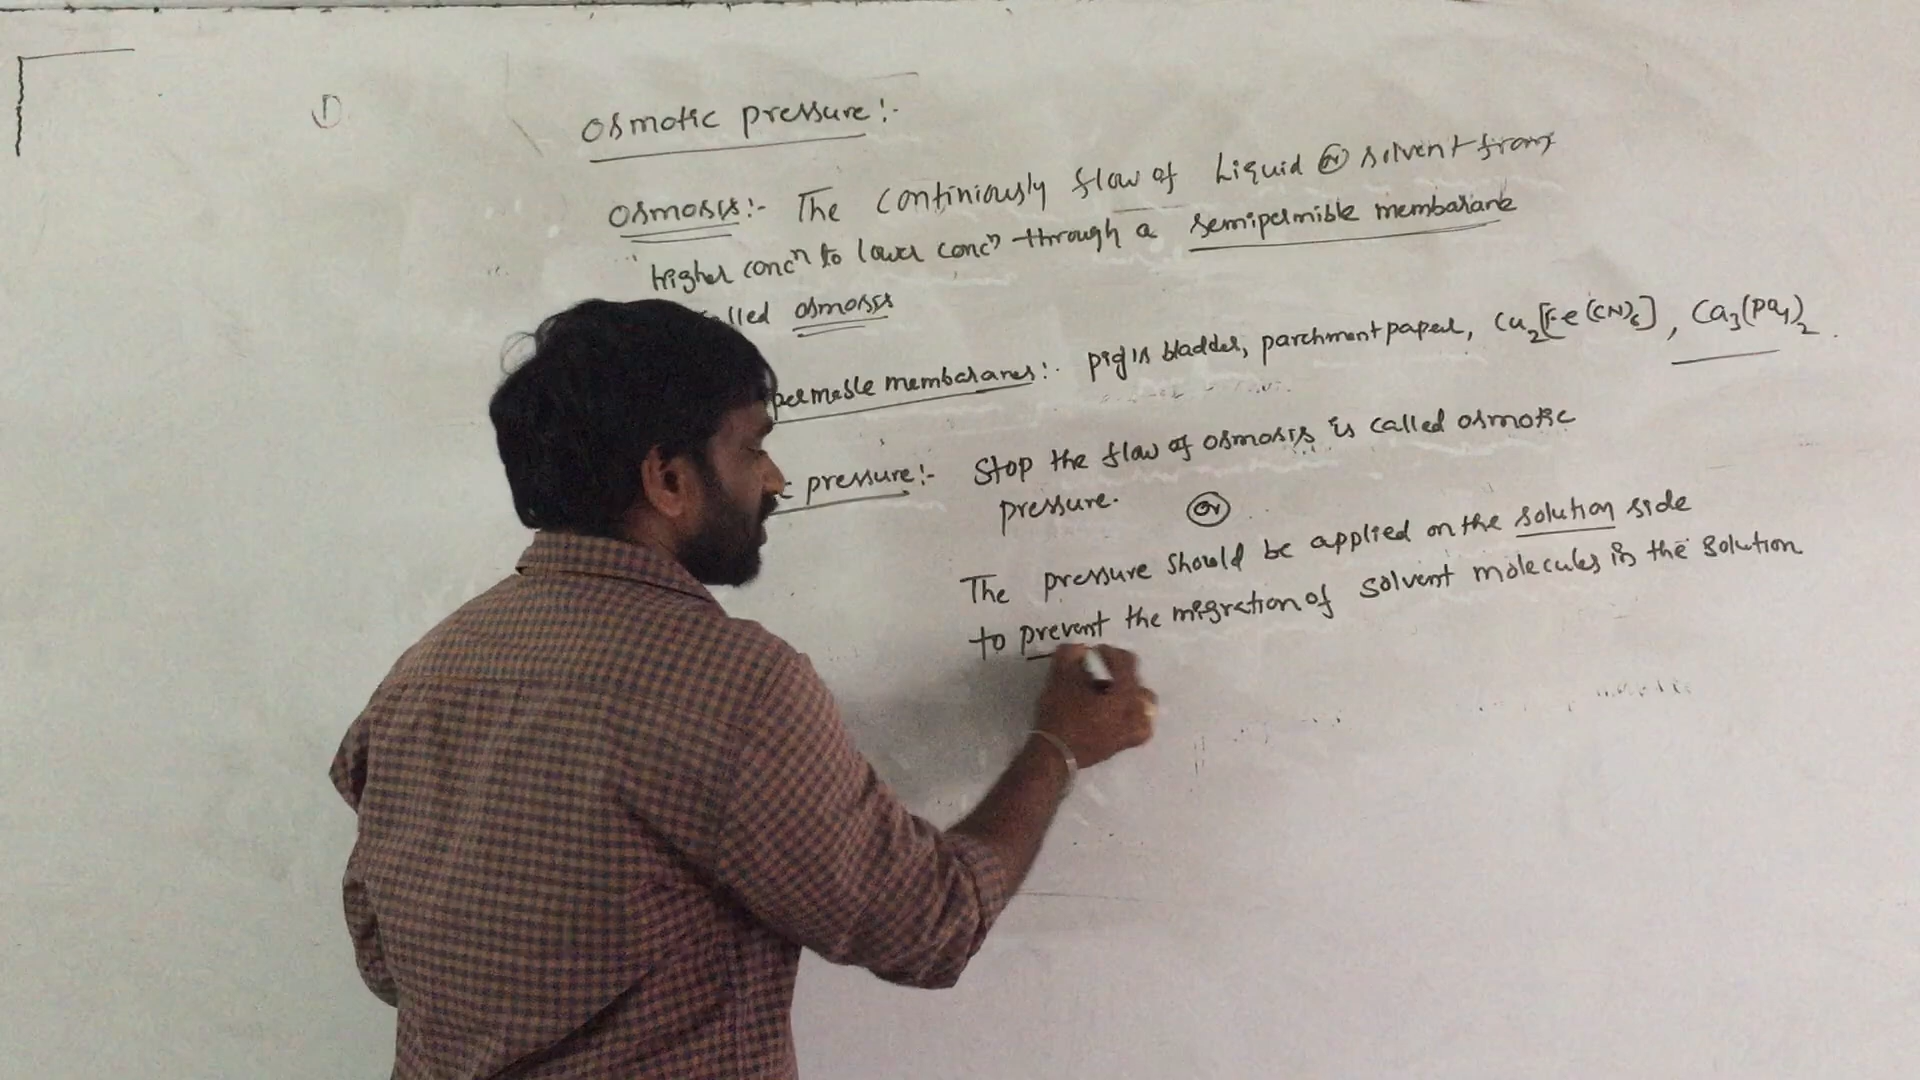 ①
Osmotic pressure:-
Osmosis:- The continiously flow of Liquid (or) solvent from
higher concⁿ to lower concⁿ through a semipermible membarane
lled osmosis
permeable membaranes:- pig's bladder, parchment paper, Cu₂[Fe(CN)₆], Ca₃(PO₄)₂.
c pressure:- Stop the flow of osmosis is called osmotic
pressure. (or)
The pressure should be applied on the solution side
to prevent the migration of solvent molecules in the solution